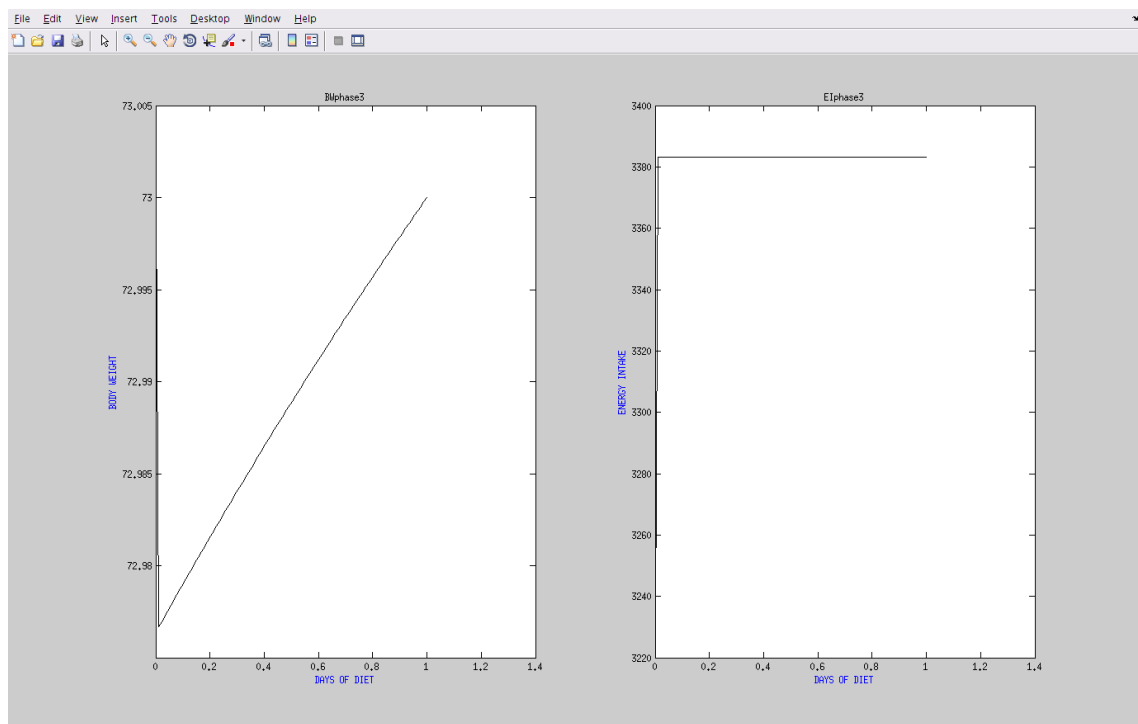 File Edit View Insert Tools Desktop Window Help
BWphase3
73.005
73
72.995
72.99
72.985
72.98
BODY WEIGHT
0 0.2 0.4 0.6 0.8 1 1.2 1.4
DAYS OF DIET
EIphase3
3400
3380
3360
3340
3320
3300
3280
3260
3240
3220
ENERGY INTAKE
0 0.2 0.4 0.6 0.8 1 1.2 1.4
DAYS OF DIET